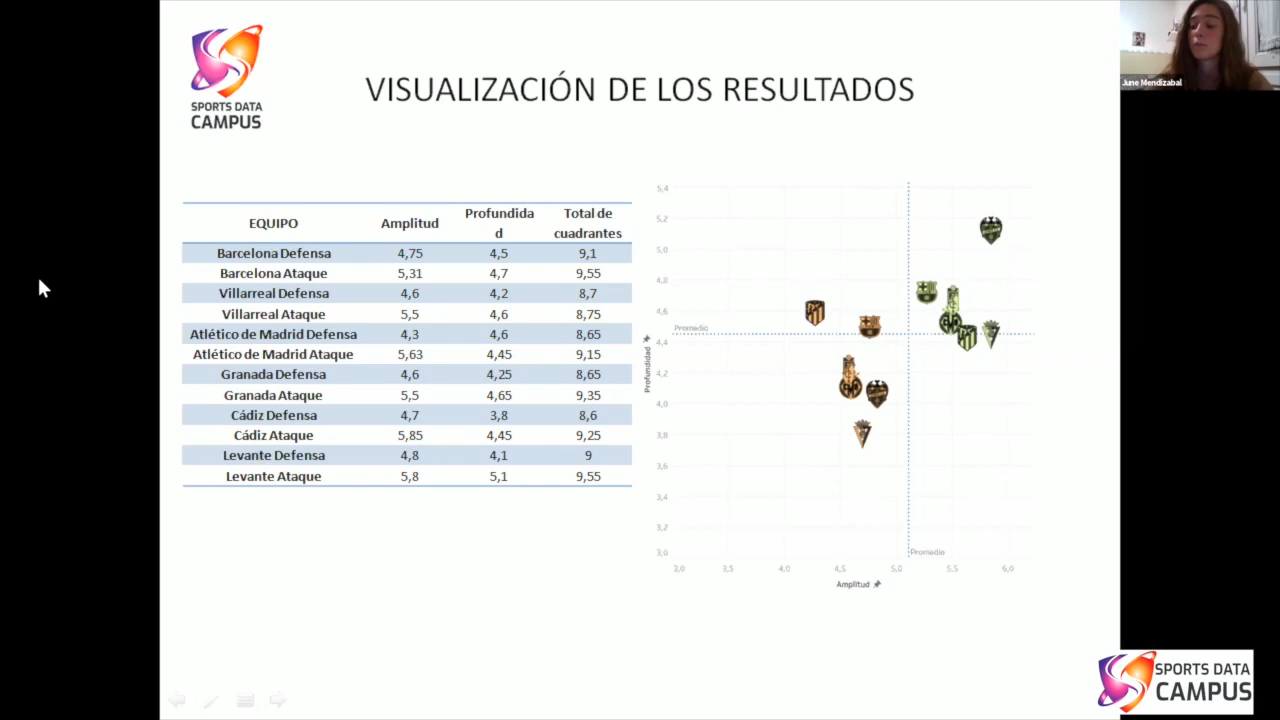 SPORTS DATA
CAMPUS
VISUALIZACIÓN DE LOS RESULTADOS
June Mendizabal
EQUIPO Amplitud Profundida d Total de cuadrantes
Barcelona Defensa 4,75 4,5 9,1
Barcelona Ataque 5,31 4,7 9,55
Villarreal Defensa 4,6 4,2 8,7
Villarreal Ataque 5,5 4,6 8,75
Atlético de Madrid Defensa 4,3 4,6 8,65
Atlético de Madrid Ataque 5,63 4,45 9,15
Granada Defensa 4,6 4,25 8,65
Granada Ataque 5,5 4,65 9,35
Cádiz Defensa 4,7 3,8 8,6
Cádiz Ataque 5,85 4,45 9,25
Levante Defensa 4,8 4,1 9
Levante Ataque 5,8 5,1 9,55
5,4
5,2
5,0
4,8
4,6
Promedio
4,4
4,2
4,0
3,8
3,6
3,4
3,2
3,0
Profundidad
Promedio
3,0 3,5 4,0 4,5 5,0 5,5 6,0
Amplitud
SPORTS DATA
CAMPUS